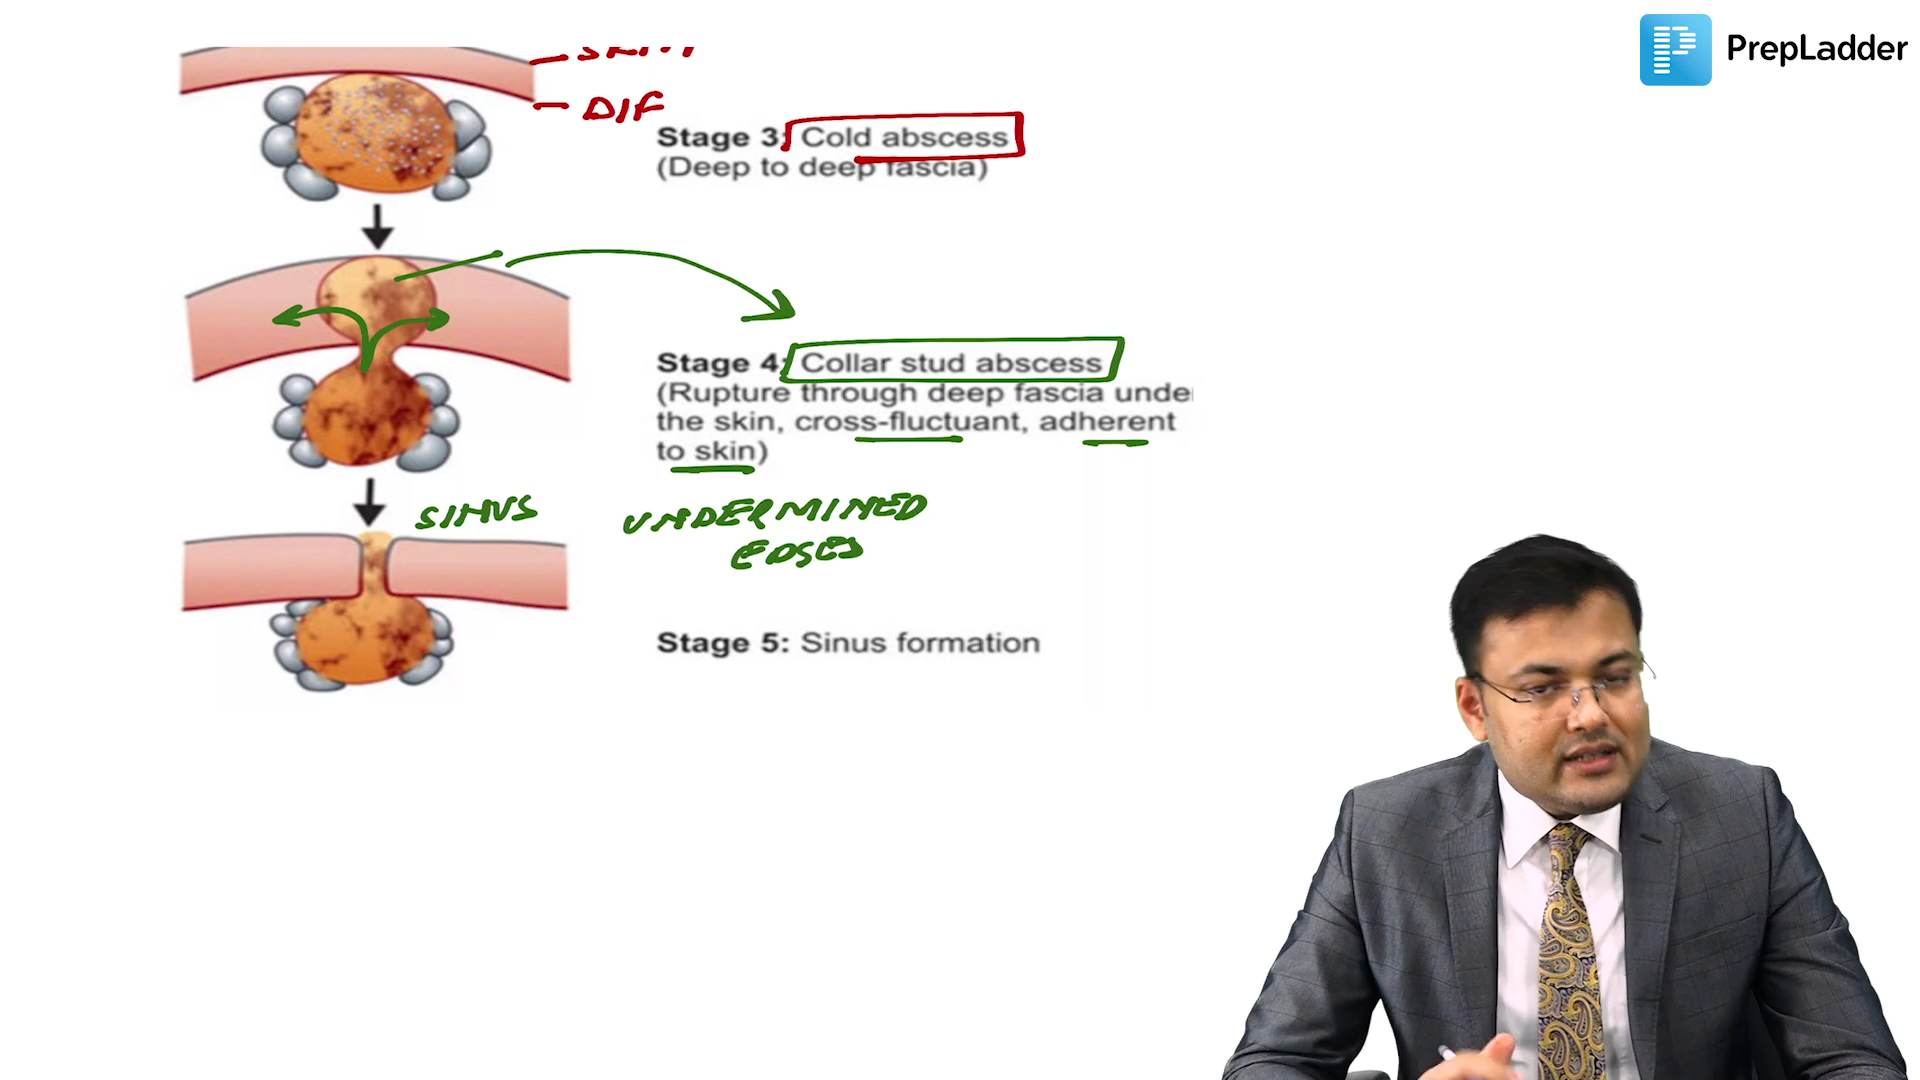 PrepLadder
SKIN
D/F
Stage 3: Cold abscess
(Deep to deep fascia)
Stage 4: Collar stud abscess
(Rupture through deep fascia unde
the skin, cross-fluctuant, adherent
to skin)
SINUS
UNDERMINED
EDGES
Stage 5: Sinus formation